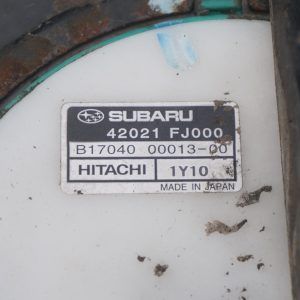 SUBARU
42021 FJ000
B17040 00013-00
HITACHI 1Y10
MADE IN JAPAN